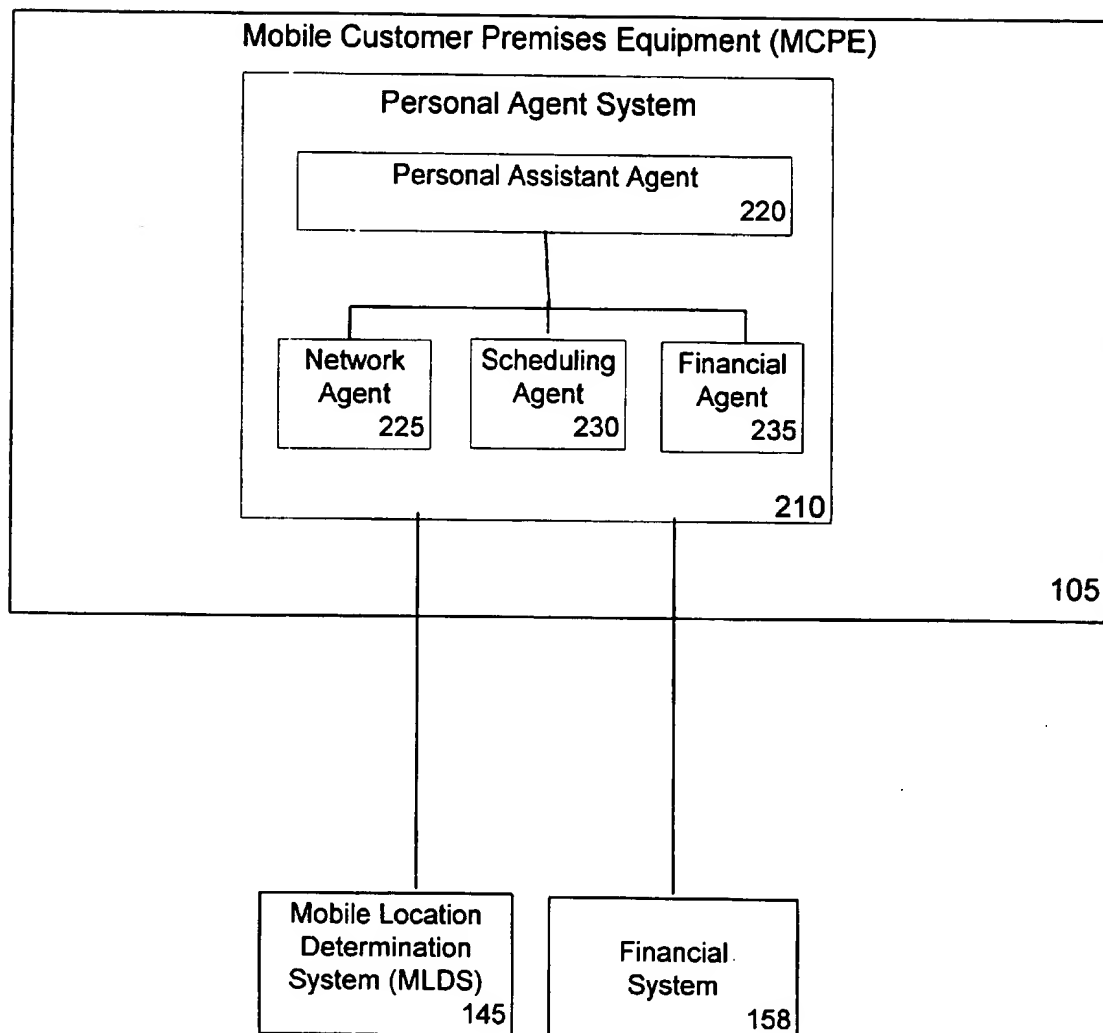 Mobile Customer Premises Equipment (MCPE)
Personal Agent System
Personal Assistant Agent
220
Network
Agent
225
Scheduling
Agent
230
Financial
Agent
235
210
105
Mobile Location
Determination
System (MLDS)
145
Financial
System
158